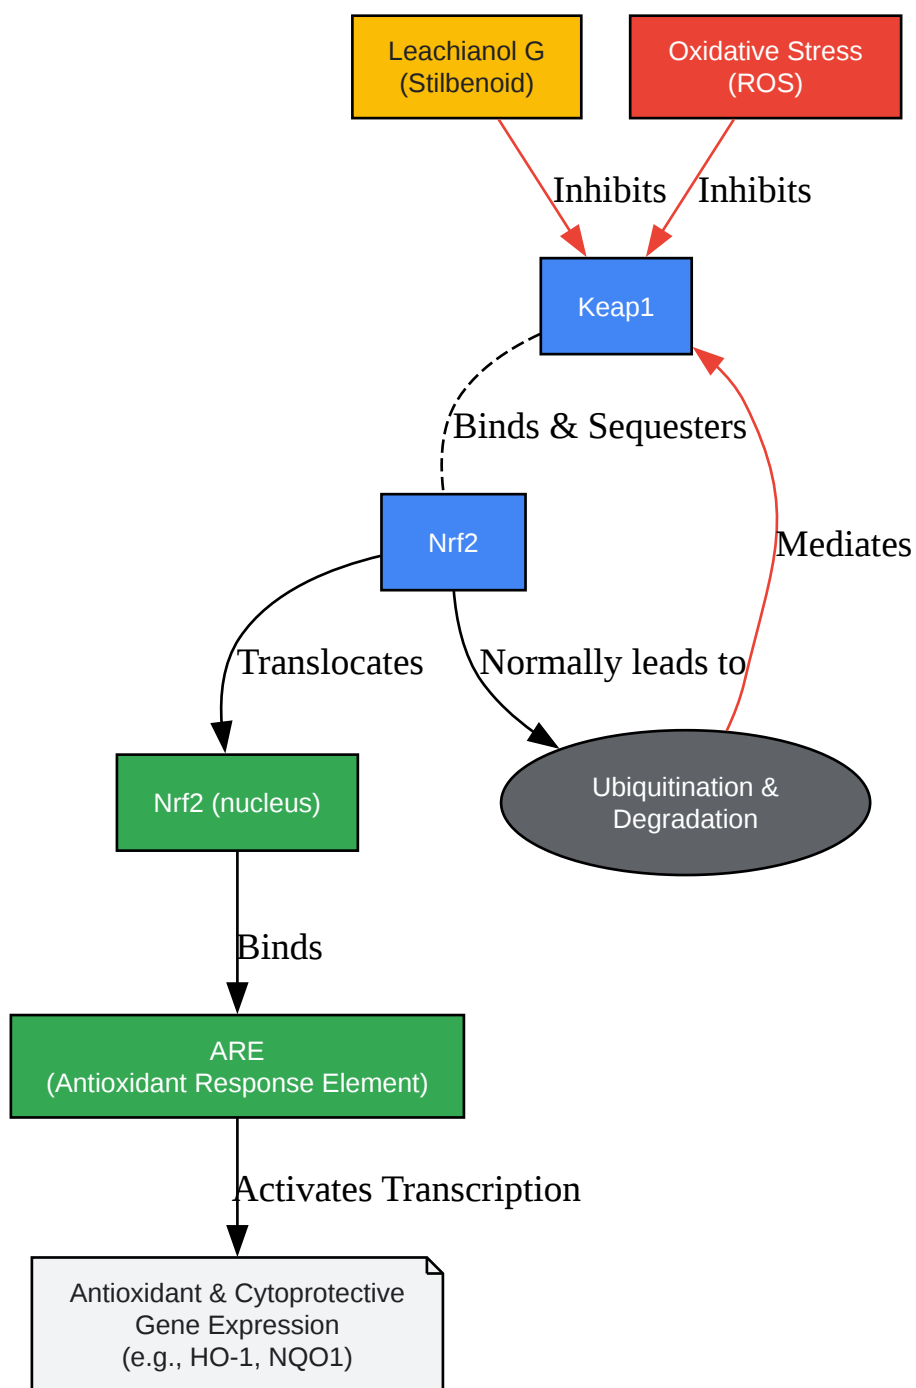 Leachianol G
(Stilbenoid)
Oxidative Stress
(ROS)
Inhibits
Inhibits
Keap1
Binds & Sequesters
Nrf2
Mediates
Translocates
Normally leads to
Nrf2 (nucleus)
Ubiquitination &
Degradation
Binds
ARE
(Antioxidant Response Element)
Activates Transcription
Antioxidant & Cytoprotective
Gene Expression
(e.g., HO-1, NQO1)